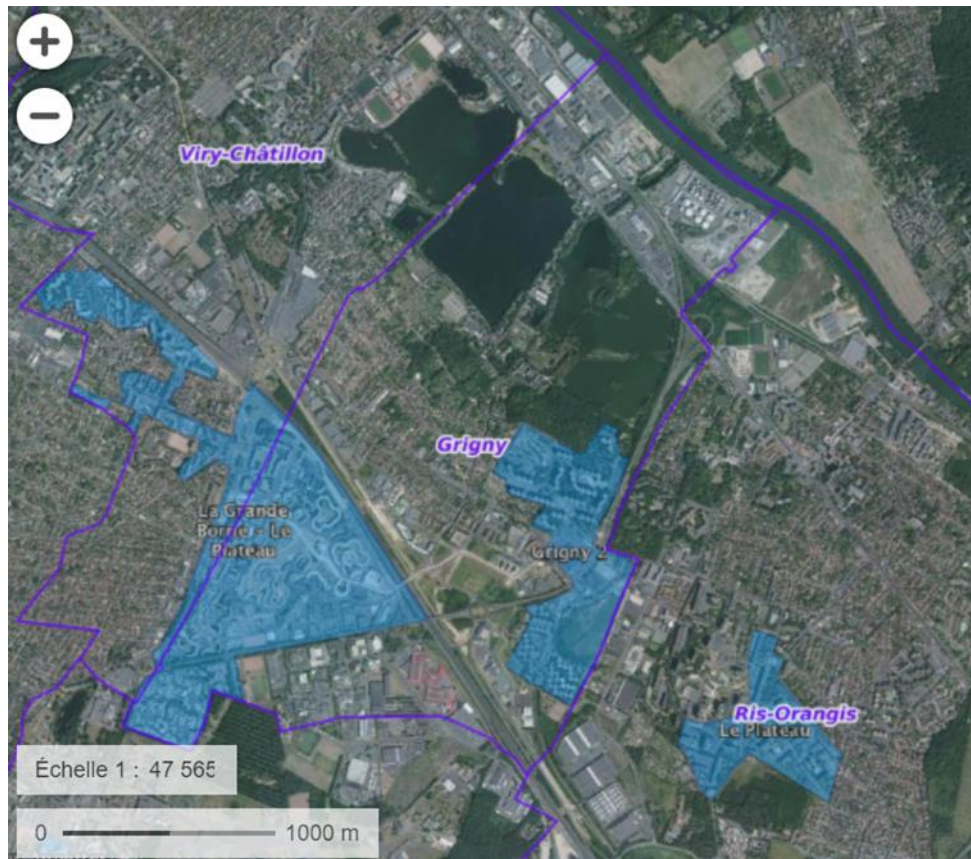 +
−
Viry-Châtillon
Grigny
La Grande
Borne - Le
Plateau
Grigny 2
Ris-Orangis
Le Plateau
Échelle 1 : 47 565
0 1000 m